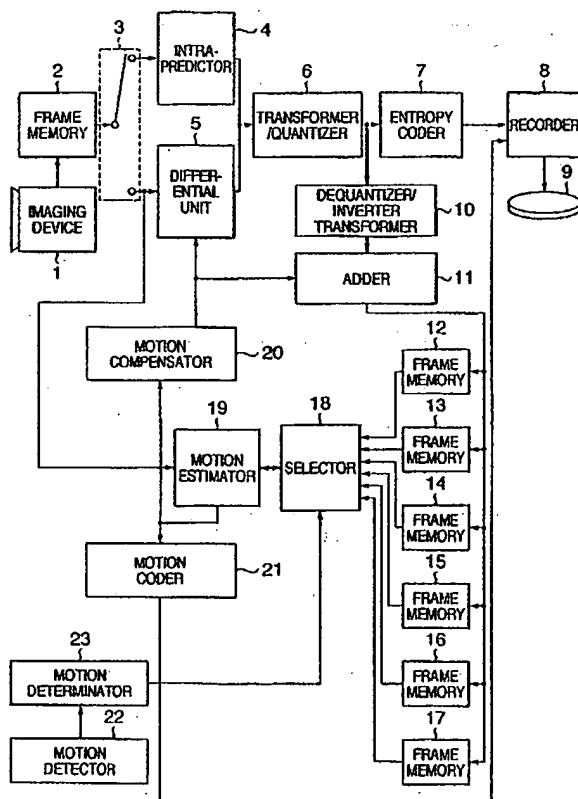 3
4
INTRA-
PREDICTOR
2
FRAME
MEMORY
6
TRANSFORMER
/QUANTIZER
7
ENTROPY
CODER
8
RECORDER
5
DIFFER-
ENTIAL
UNIT
9
IMAGING
DEVICE
1
DEQUANTIZER/
INVERTER
TRANSFORMER
10
ADDER
11
MOTION
COMPENSATOR
20
12
FRAME
MEMORY
19
MOTION
ESTIMATOR
18
SELECTOR
13
FRAME
MEMORY
14
FRAME
MEMORY
MOTION
CODER
21
15
FRAME
MEMORY
23
MOTION
DETERMINATOR
16
FRAME
MEMORY
22
MOTION
DETECTOR
17
FRAME
MEMORY